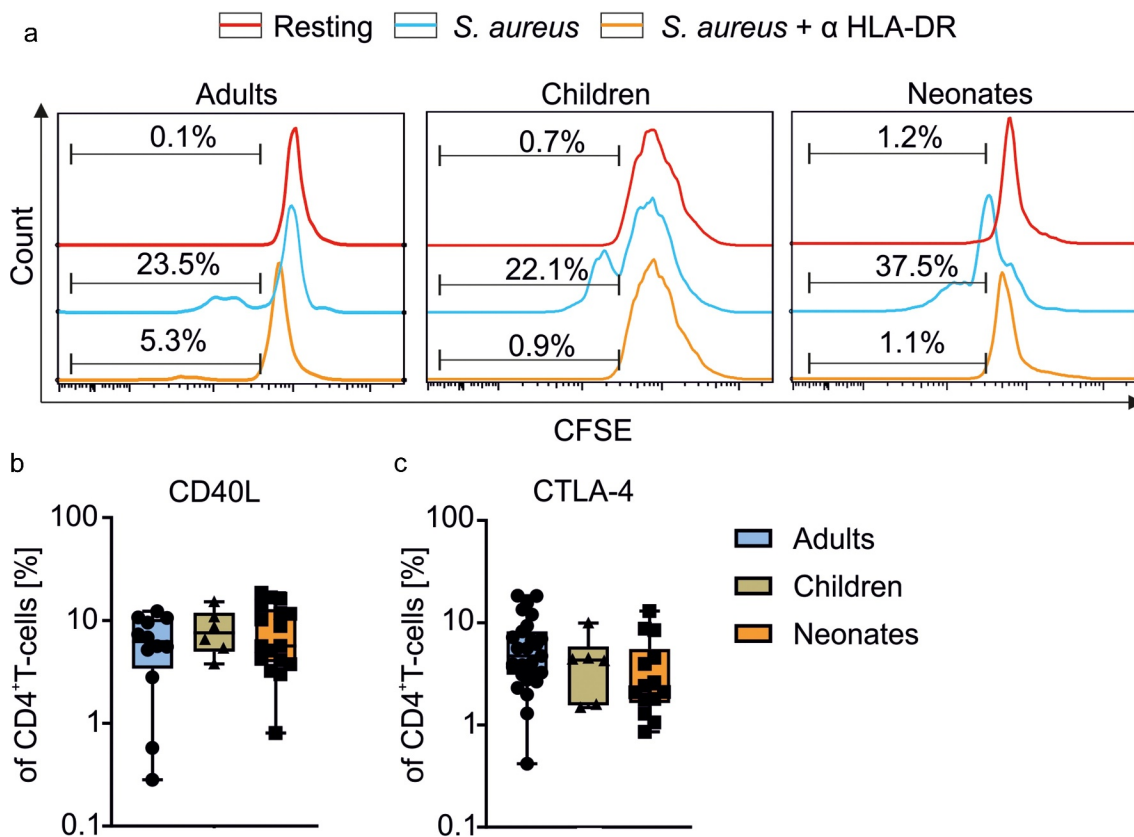 a
Resting S. aureus S. aureus + α HLA-DR
Adults Children Neonates
0.1% 0.7% 1.2%
23.5% 22.1% 37.5%
5.3% 0.9% 1.1%
Count
CFSE
b c
CD40L CTLA-4
of CD4⁺T-cells [%]
100
10
1
0.1
of CD4⁺T-cells [%]
100
10
1
0.1
Adults
Children
Neonates